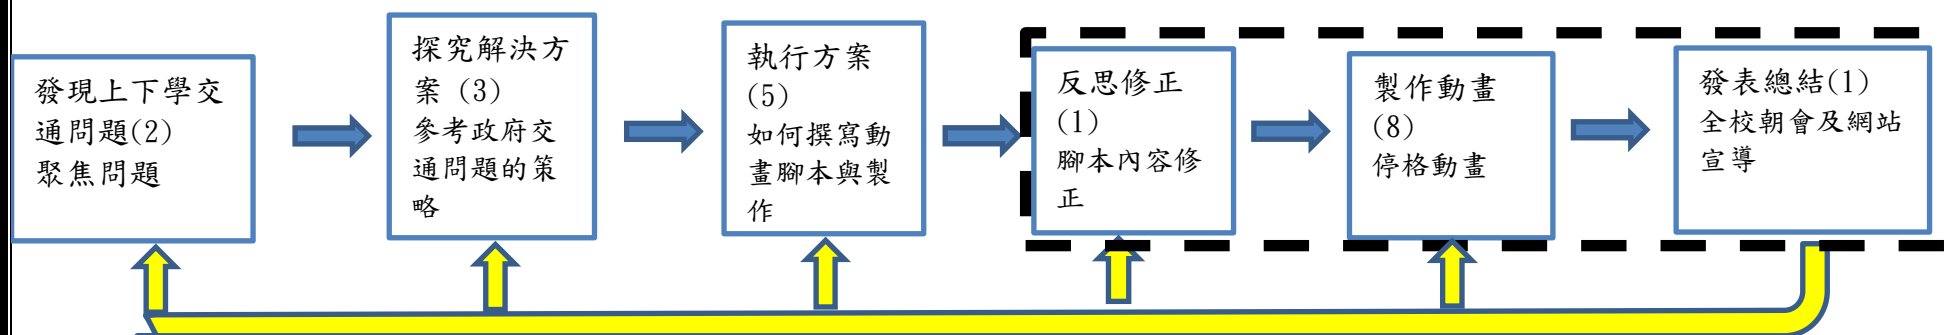 發現上下學交
通問題(2)
聚焦問題
探究解決方
案 (3)
參考政府交
通問題的策
略
執行方案
(5)
如何撰寫動
畫腳本與製
作
反思修正
(1)
腳本內容修
正
製作動畫
(8)
停格動畫
發表總結(1)
全校朝會及網站
宣導